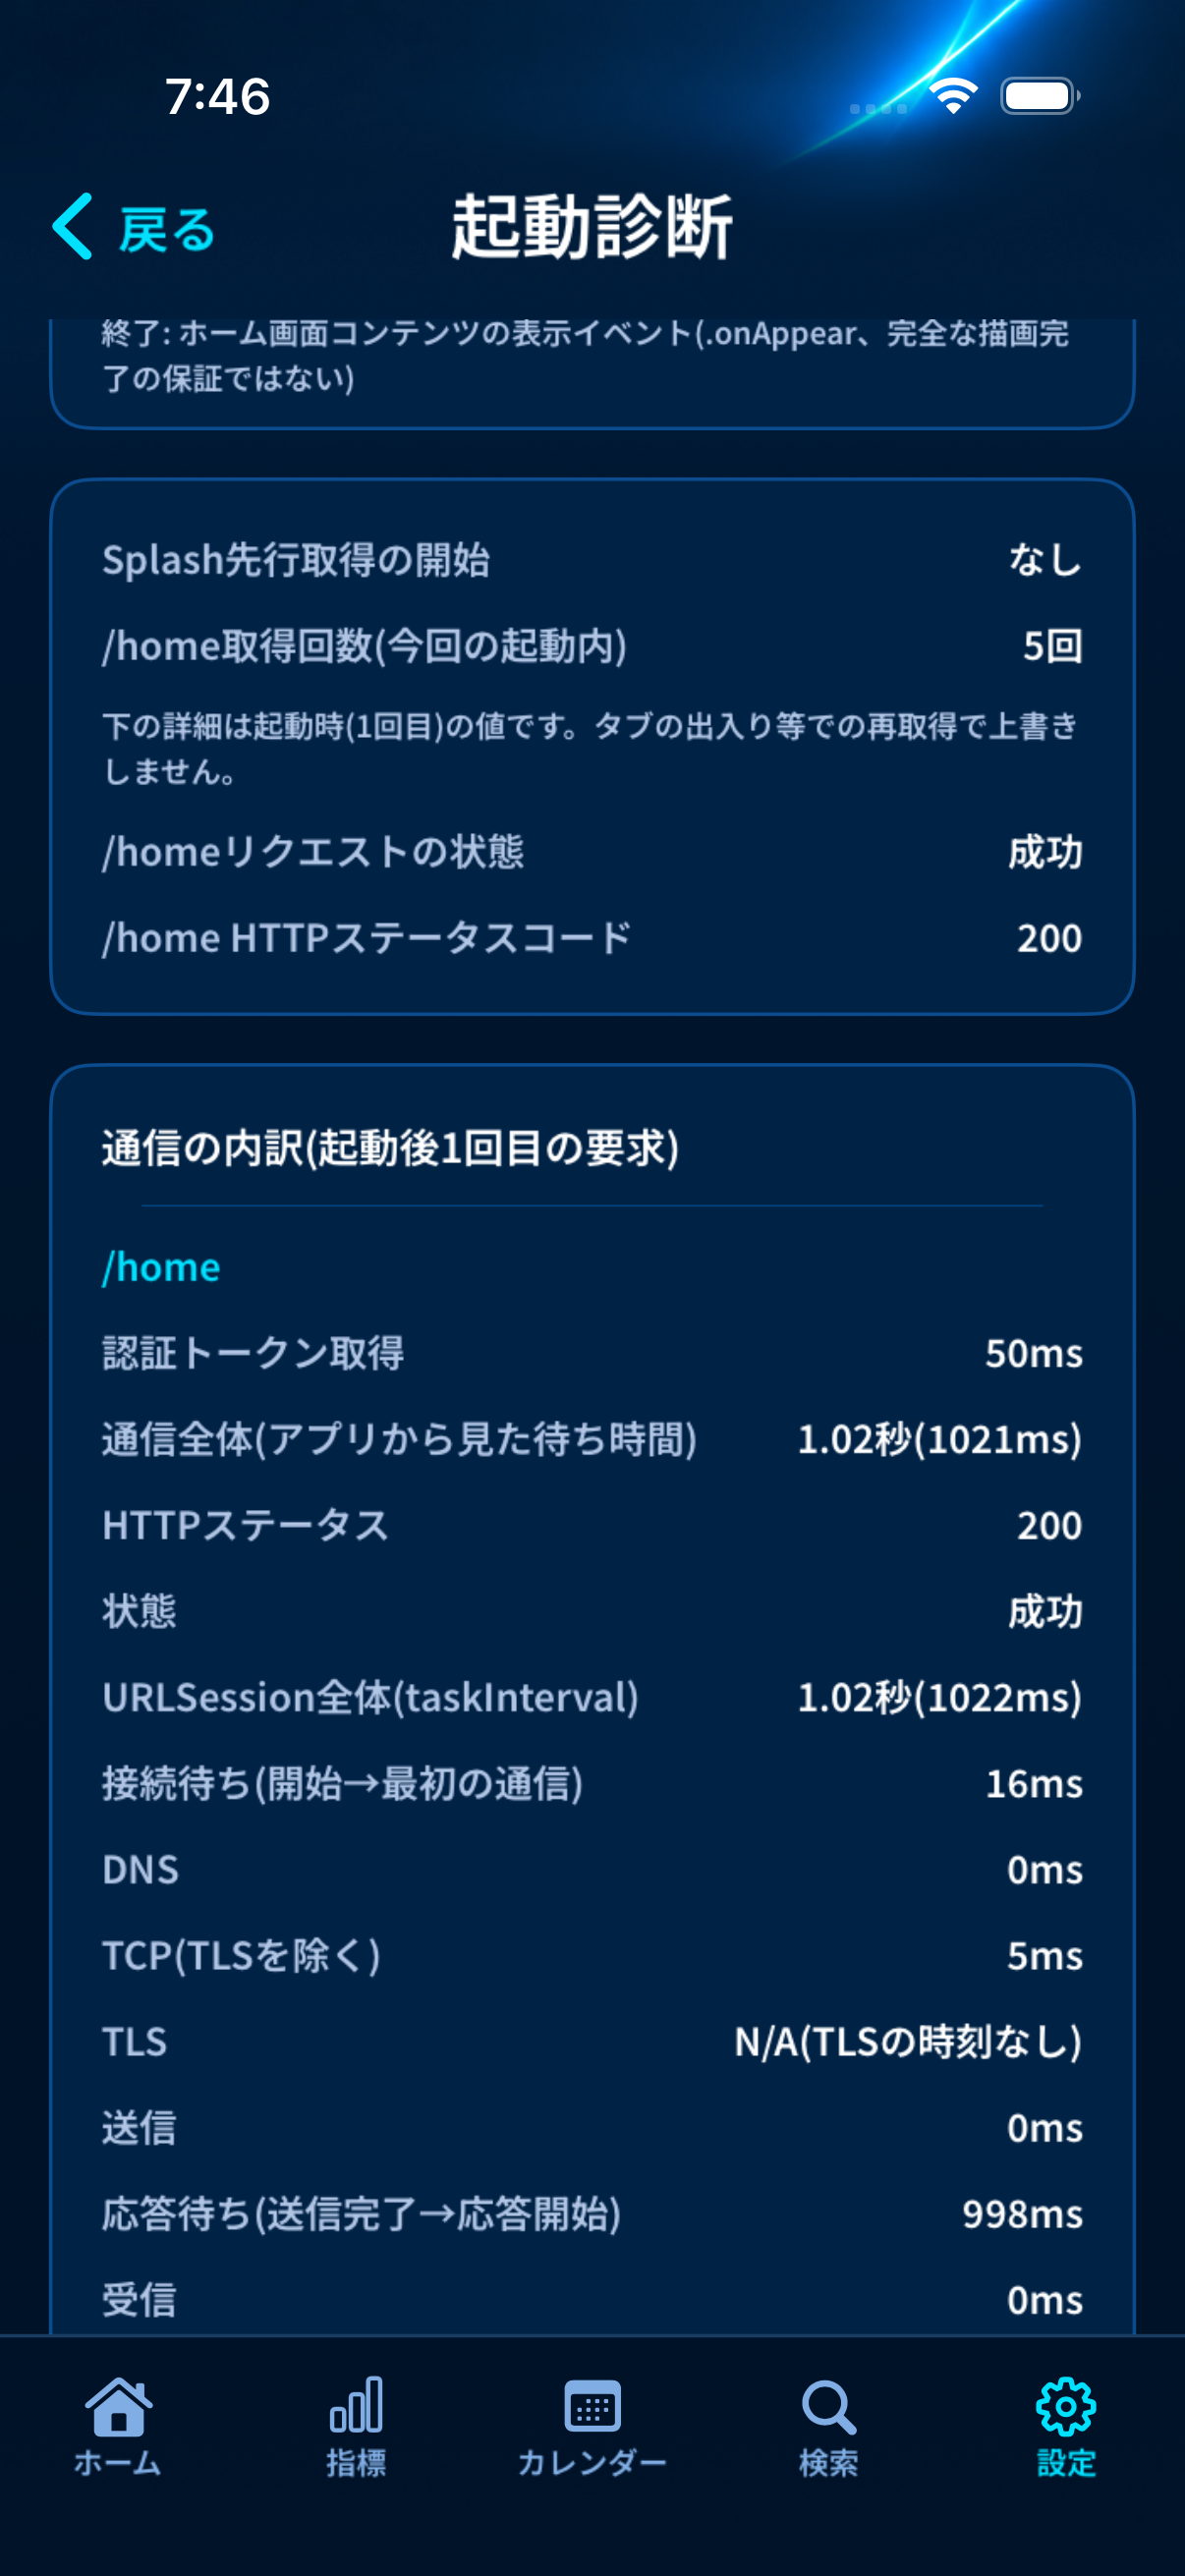 7:46
戻る
起動診断
終了: ホーム画面コンテンツの表示イベント(.onAppear、完全な描画完
了の保証ではない)
Splash先行取得の開始 なし
/home取得回数(今回の起動内) 5回
下の詳細は起動時(1回目)の値です。タブの出入り等での再取得で上書き
しません。
/homeリクエストの状態 成功
/home HTTPステータスコード 200
通信の内訳(起動後1回目の要求)
/home
認証トークン取得 50ms
通信全体(アプリから見た待ち時間) 1.02秒(1021ms)
HTTPステータス 200
状態 成功
URLSession全体(taskInterval) 1.02秒(1022ms)
接続待ち(開始→最初の通信) 16ms
DNS 0ms
TCP(TLSを除く) 5ms
TLS N/A(TLSの時刻なし)
送信 0ms
応答待ち(送信完了→応答開始) 998ms
受信 0ms
ホーム 指標 カレンダー 検索 設定